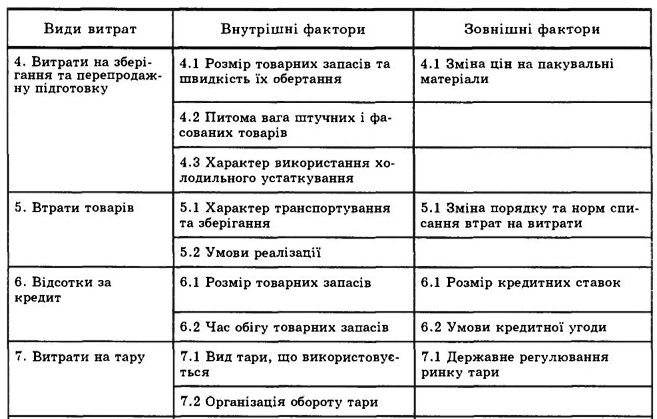 Види витрат
Внутрішні фактори
Зовнішні фактори
4. Витрати на збері-
гання та перепродаж-
ну підготовку
4.1 Розмір товарних запасів та
швидкість їх обертання
4.1 Зміна цін на пакувальні
матеріали
4.2 Питома вага штучних і фа-
сованих товарів
4.3 Характер використання хо-
лодильного устаткування
5. Втрати товарів
5.1 Характер транспортування
та зберігання
5.1 Зміна порядку та норм спи-
сання втрат на витрати
5.2 Умови реалізації
6. Відсотки за
кредит
6.1 Розмір товарних запасів
6.1 Розмір кредитних ставок
6.2 Час обігу товарних запасів
6.2 Умови кредитної угоди
7. Витрати на тару
7.1 Вид тари, що використовуєть-
ться
7.1 Державне регулювання
ринку тари
7.2 Організація обороту тари